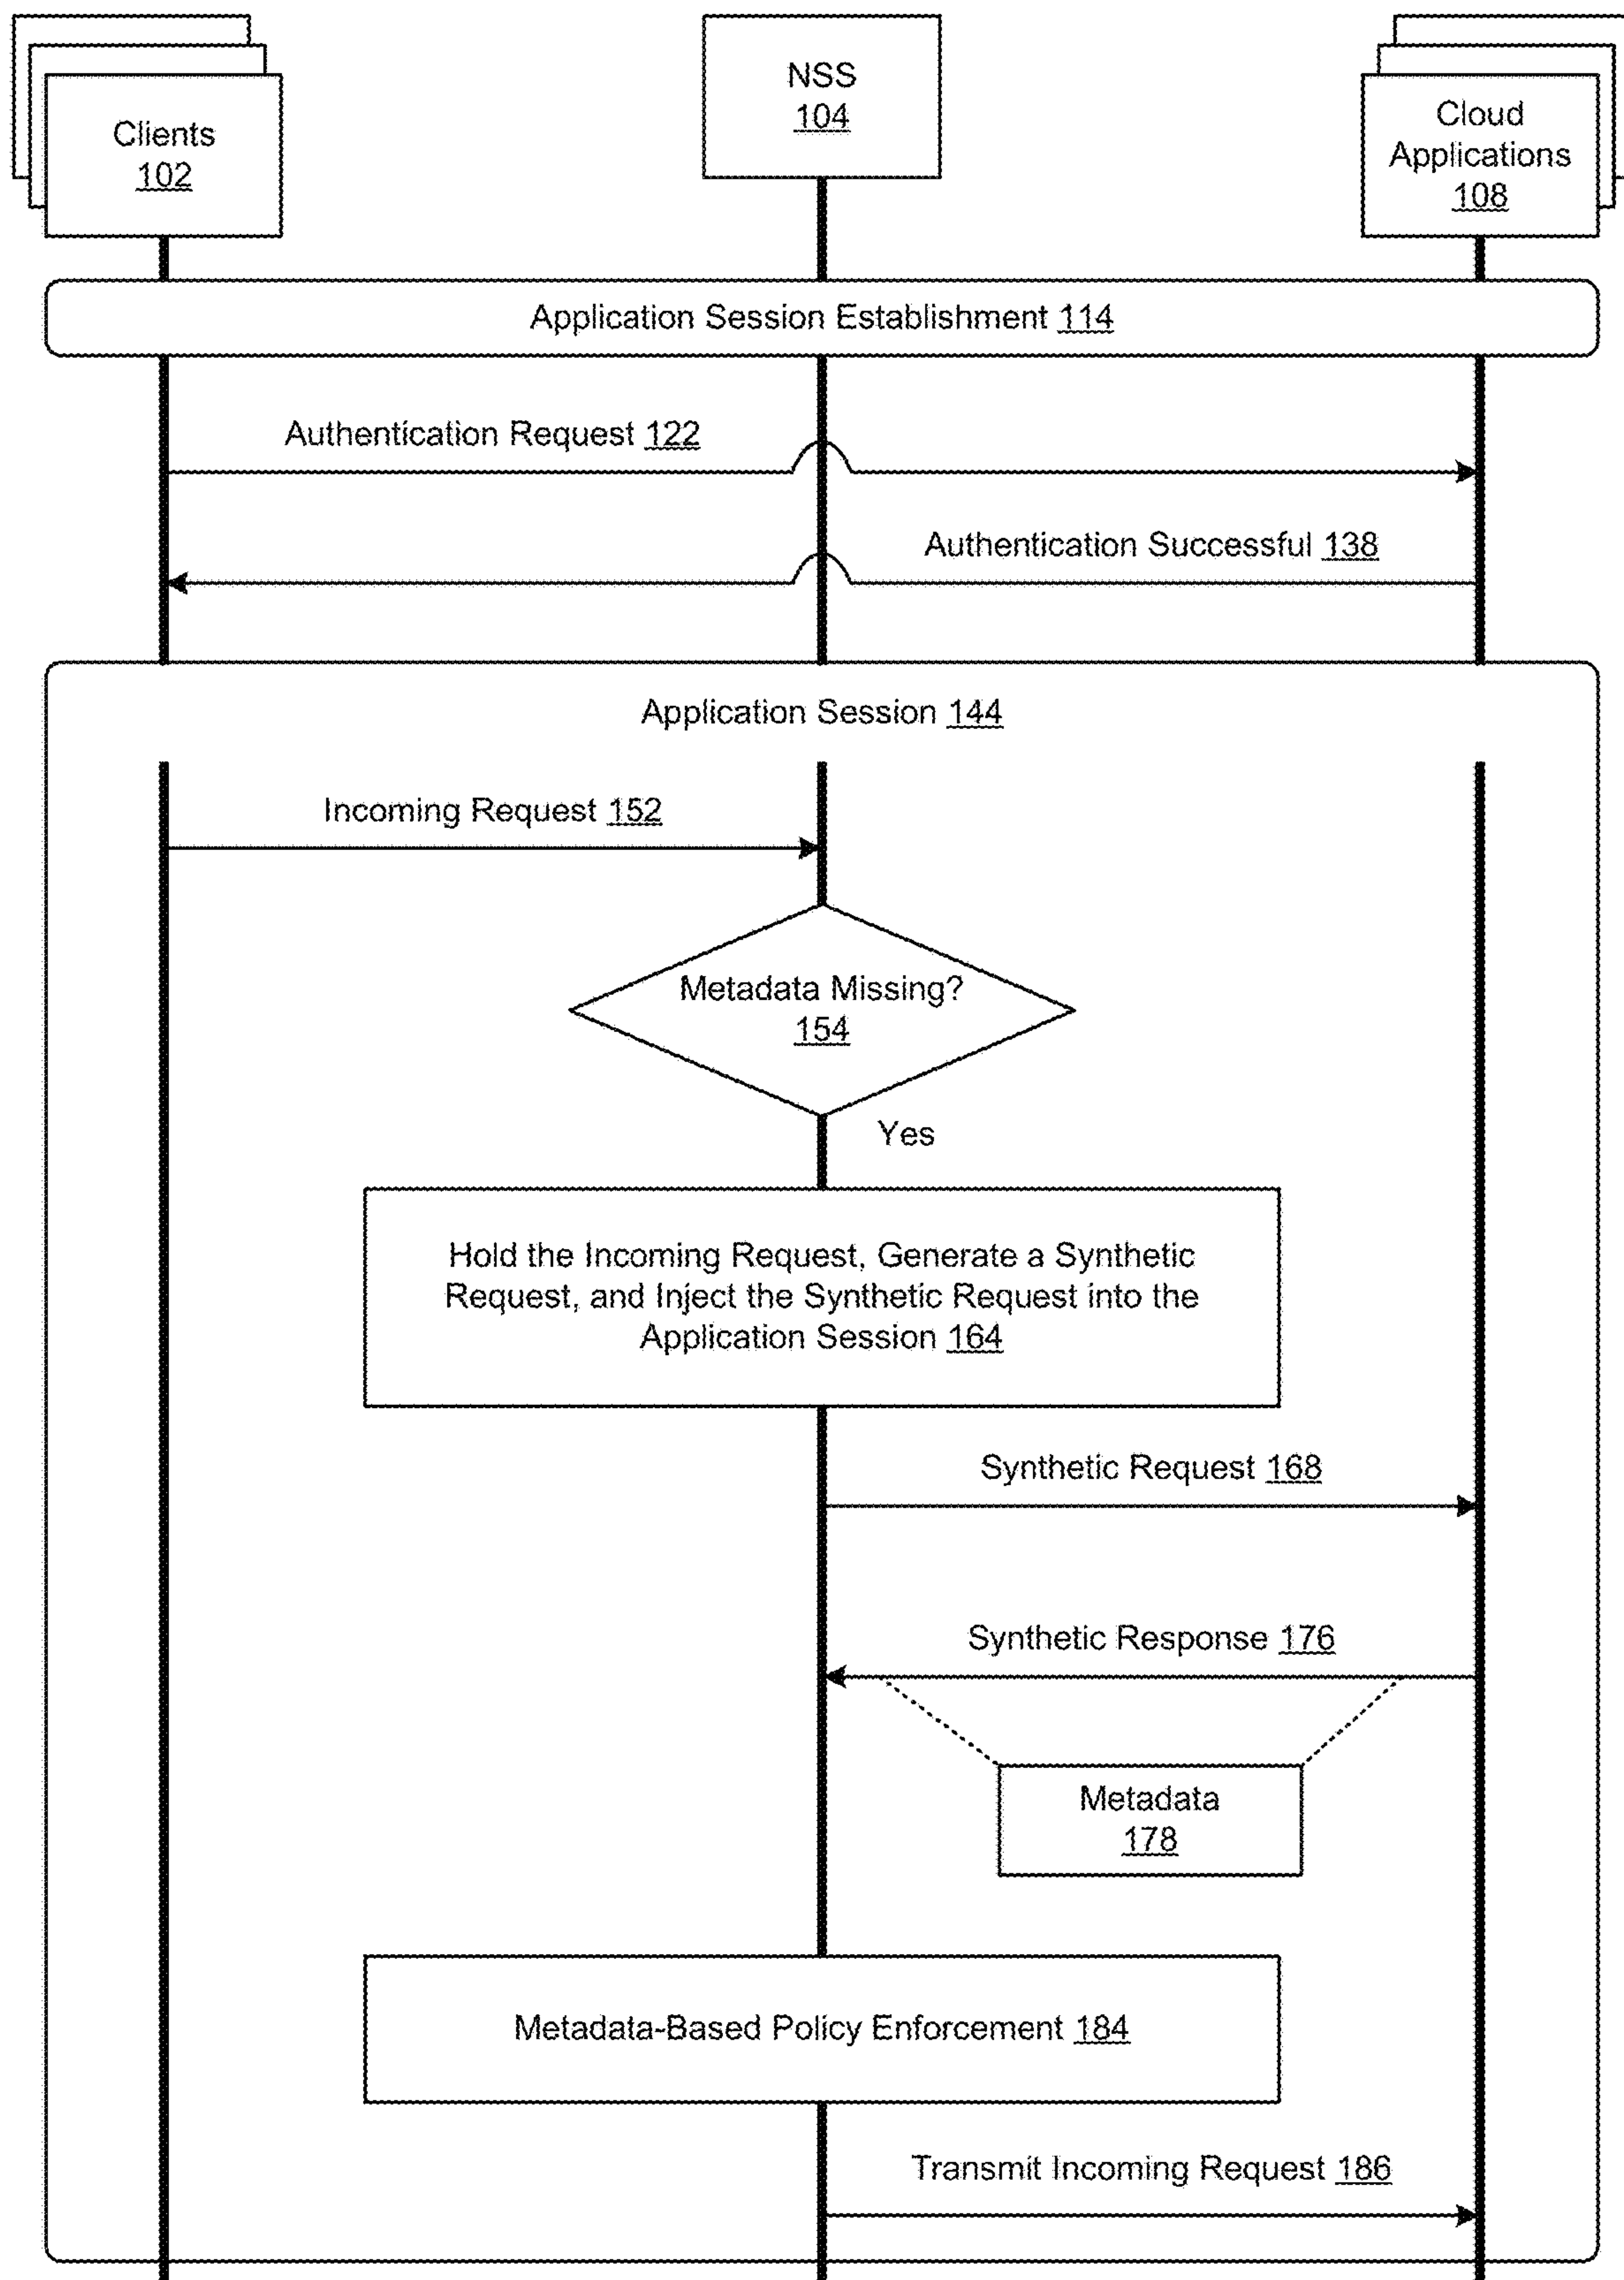 Clients
102
NSS
104
Cloud
Applications
108
Application Session Establishment 114
Authentication Request 122
Authentication Successful 138
Application Session 144
Incoming Request 152
Metadata Missing?
154
Yes
Hold the Incoming Request, Generate a Synthetic
Request, and Inject the Synthetic Request into the
Application Session 164
Synthetic Request 168
Synthetic Response 176
Metadata
178
Metadata-Based Policy Enforcement 184
Transmit Incoming Request 186